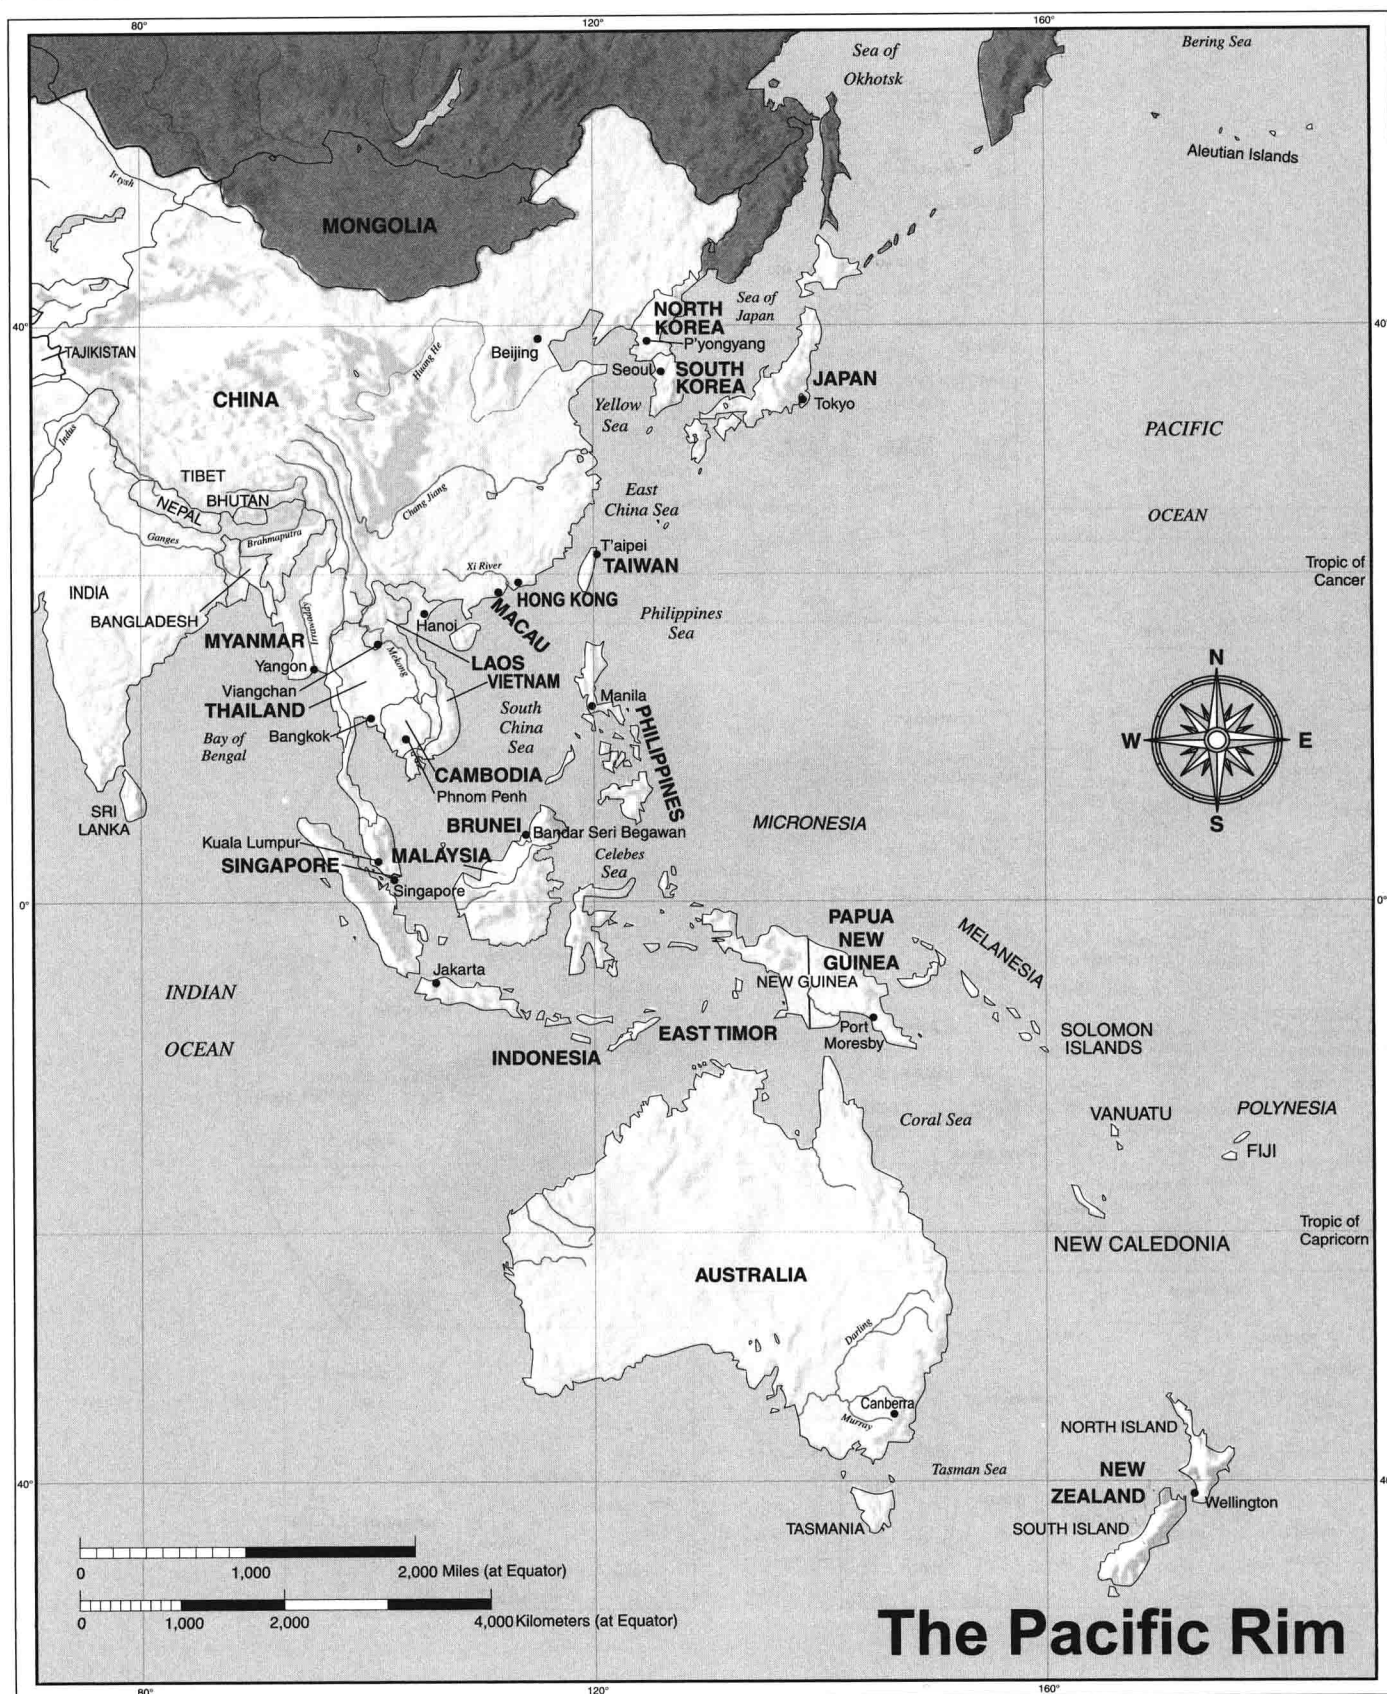 80°
120°
160°
Sea of
Okhotsk
Bering Sea
Aleutian Islands
Irtysh
MONGOLIA
40°
40°
TAJIKISTAN
CHINA
Huang He
Beijing
NORTH
KOREA
P'yongyang
Sea of
Japan
Seoul
SOUTH
KOREA
JAPAN
Tokyo
Yellow
Sea
PACIFIC
OCEAN
Indus
TIBET
BHUTAN
NEPAL
Ganges
Brahmaputra
Chang Jiang
East
China Sea
T'aipei
TAIWAN
Xi River
HONG KONG
MACAU
Tropic of
Cancer
INDIA
BANGLADESH
Irrawaddy
Hanoi
Philippines
Sea
MYANMAR
Yangon
Viangchan
Mekong
LAOS
VIETNAM
THAILAND
Bangkok
Bay of
Bengal
South
China
Sea
Manila
PHILIPPINES
N
W
E
S
CAMBODIA
Phnom Penh
SRI
LANKA
BRUNEI
Bandar Seri Begawan
MICRONESIA
Kuala Lumpur
MALAYSIA
SINGAPORE
Singapore
Celebes
Sea
0°
0°
PAPUA
NEW
GUINEA
MELANESIA
Jakarta
NEW GUINEA
INDIAN
OCEAN
EAST TIMOR
Port
Moresby
SOLOMON
ISLANDS
INDONESIA
Coral Sea
VANUATU
POLYNESIA
FIJI
Tropic of
Capricorn
NEW CALEDONIA
AUSTRALIA
Darling
Canberra
Murray
NORTH ISLAND
Tasman Sea
NEW
ZEALAND
Wellington
40°
TASMANIA
SOUTH ISLAND
0
1,000
2,000 Miles (at Equator)
0
1,000
2,000
4,000 Kilometers (at Equator)
The Pacific Rim
80°
120°
160°